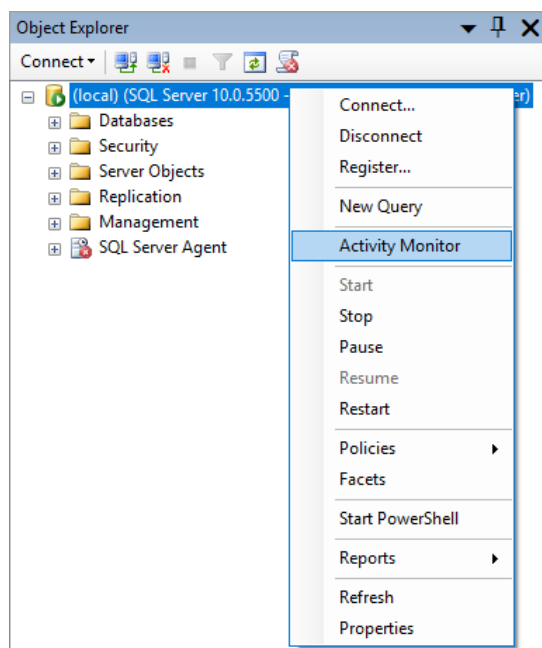 Object Explorer
Connect
(local) (SQL Server 10.0.5500 - er)
Databases
Security
Server Objects
Replication
Management
SQL Server Agent
Connect...
Disconnect
Register...
New Query
Activity Monitor
Start
Stop
Pause
Resume
Restart
Policies
Facets
Start PowerShell
Reports
Refresh
Properties